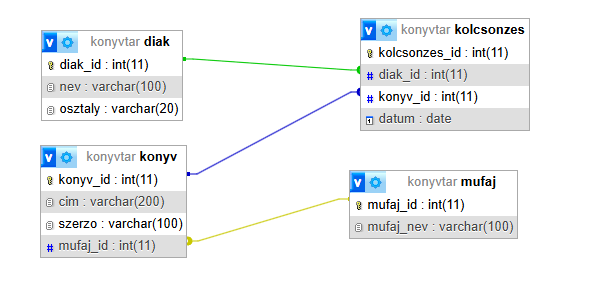 konyvtar diak
diak_id : int(11)
nev : varchar(100)
osztaly : varchar(20)
konyvtar kolcsonzes
kolcsonzes_id : int(11)
diak_id : int(11)
konyv_id : int(11)
datum : date
konyvtar konyv
konyv_id : int(11)
cim : varchar(200)
szerzo : varchar(100)
mufaj_id : int(11)
konyvtar mufaj
mufaj_id : int(11)
mufaj_nev : varchar(100)